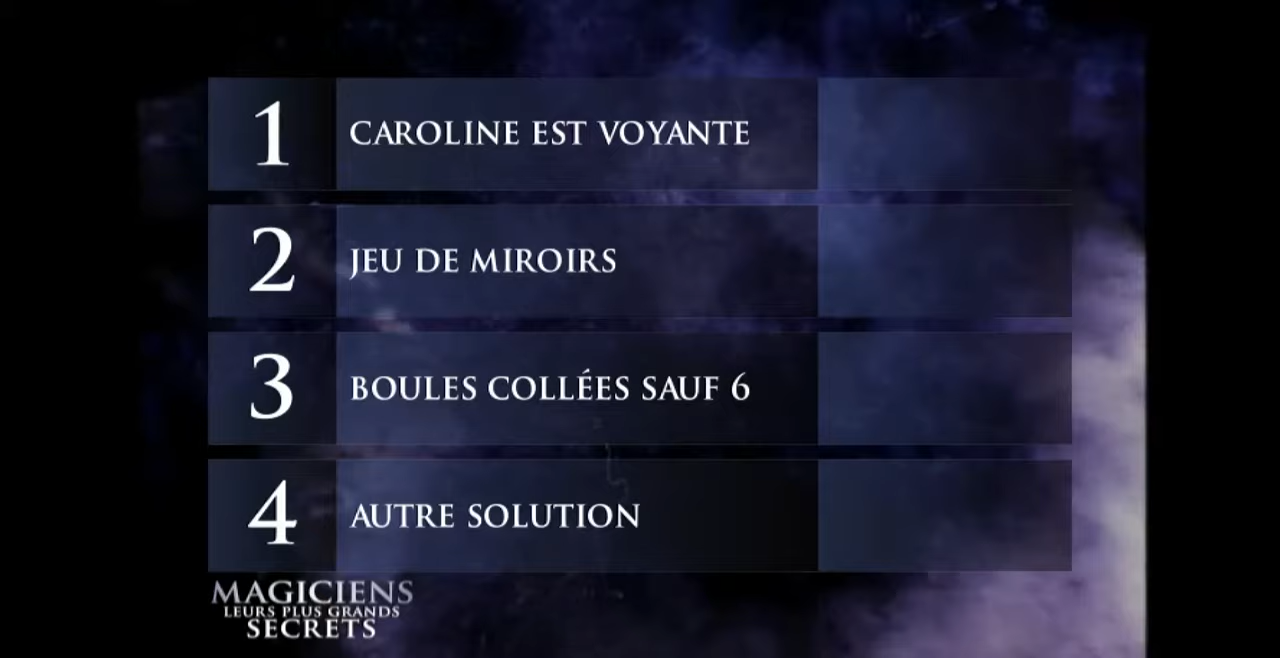 1 CAROLINE EST VOYANTE
2 JEU DE MIROIRS
3 BOULES COLLÉES SAUF 6
4 AUTRE SOLUTION
MAGICIENS
LEURS PLUS GRANDS
SECRETS